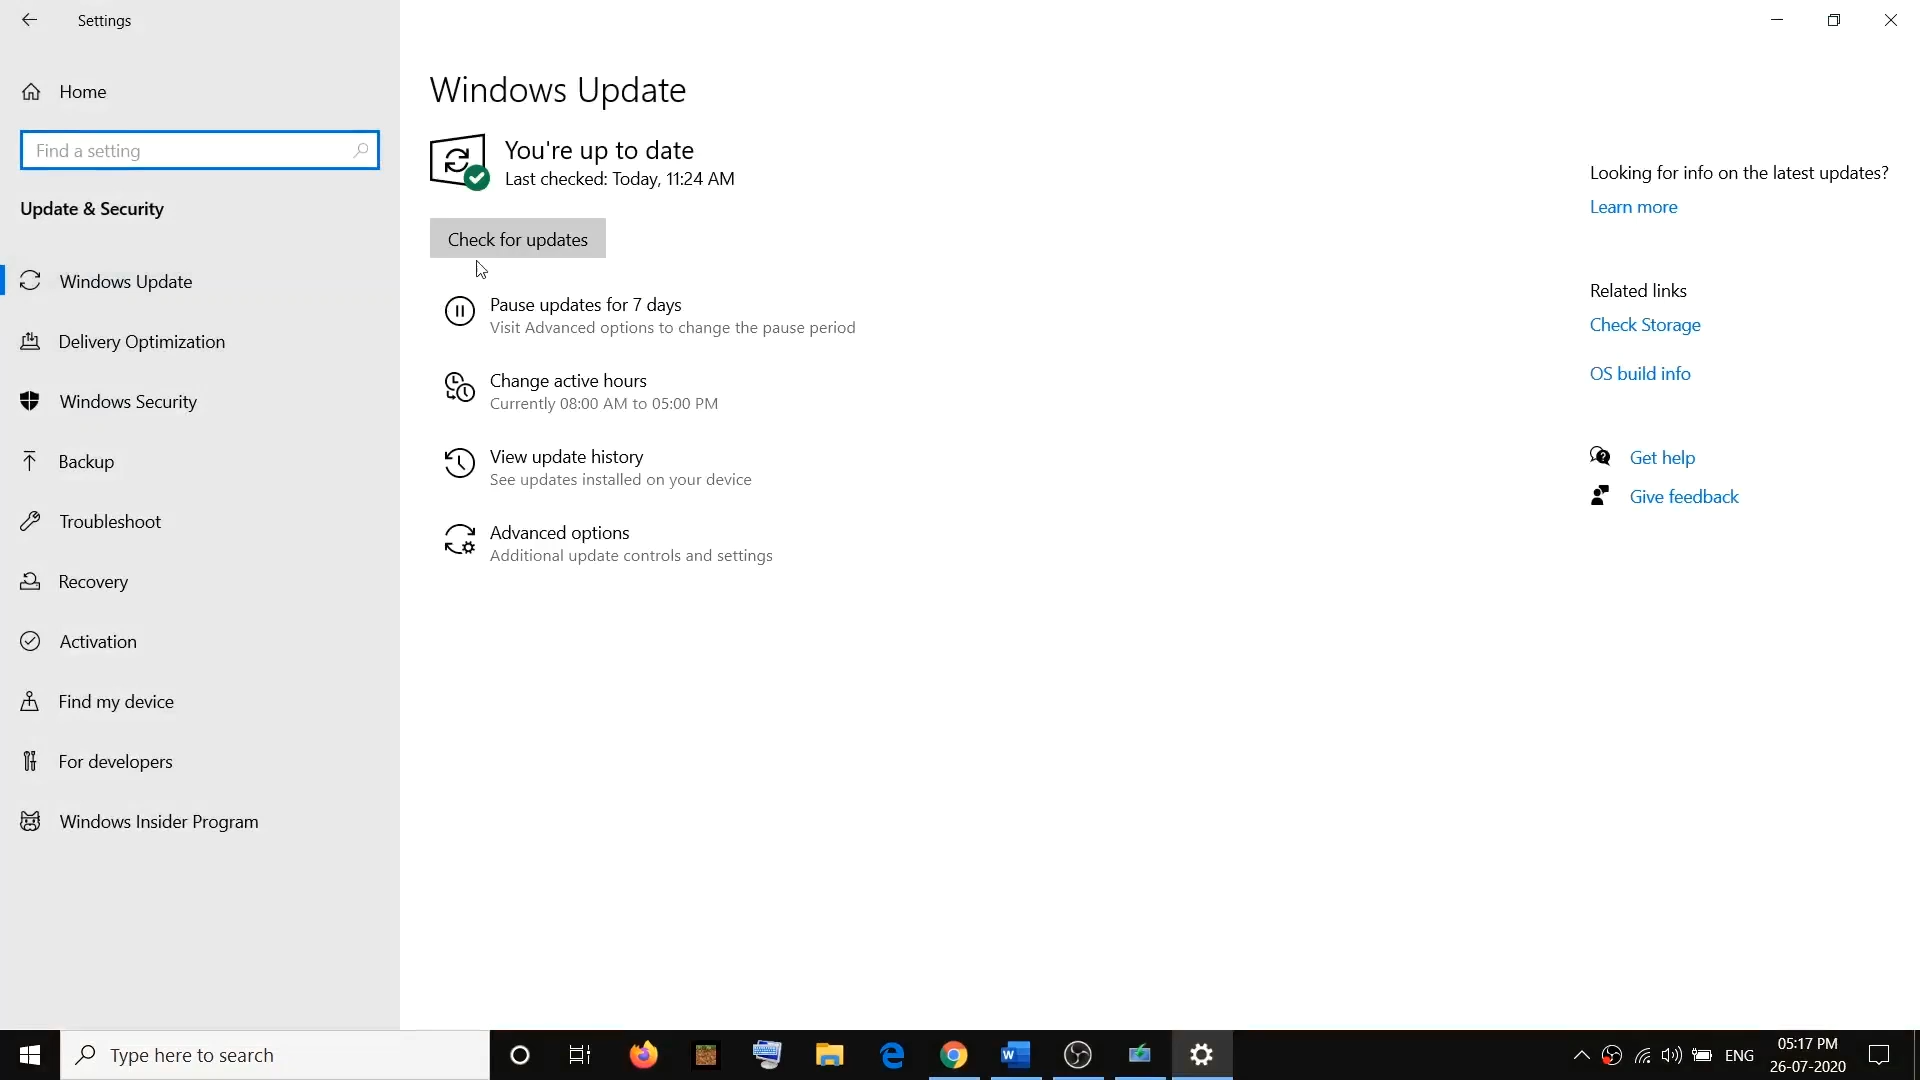 Settings
Home
Find a setting
Update & Security
Windows Update
Delivery Optimization
Windows Security
Backup
Troubleshoot
Recovery
Activation
Find my device
For developers
Windows Insider Program
Windows Update
You're up to date
Last checked: Today, 11:24 AM
Check for updates
Pause updates for 7 days
Visit Advanced options to change the pause period
Change active hours
Currently 08:00 AM to 05:00 PM
View update history
See updates installed on your device
Advanced options
Additional update controls and settings
Looking for info on the latest updates?
Learn more
Related links
Check Storage
OS build info
Get help
Give feedback
Type here to search
ENG
05:17 PM
26-07-2020